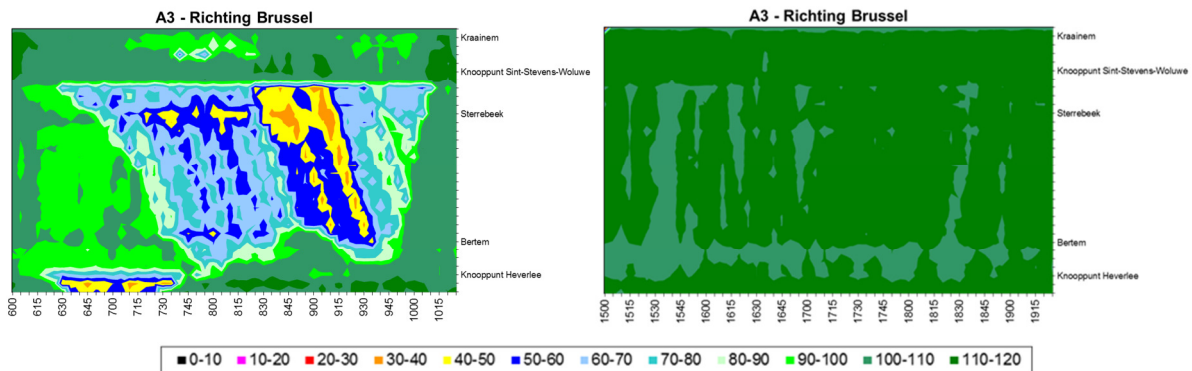 A3 - Richting Brussel
Kraainem
Knooppunt Sint-Stevens-Woluwe
Sterrebeek
Bertem
Knooppunt Heverlee
600 615 630 645 700 715 730 745 800 815 830 845 900 915 930 945 1000 1015
A3 - Richting Brussel
Kraainem
Knooppunt Sint-Stevens-Woluwe
Sterrebeek
Bertem
Knooppunt Heverlee
1500 1515 1530 1545 1600 1615 1630 1645 1700 1715 1730 1745 1800 1815 1830 1845 1900 1915
0-10 10-20 20-30 30-40 40-50 50-60 60-70 70-80 80-90 90-100 100-110 110-120